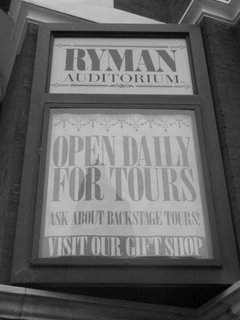 RYMAN
AUDITORIUM.
OPEN DAILY
FOR TOURS
ASK ABOUT BACKSTAGE TOURS!
VISIT OUR GIFT SHOP